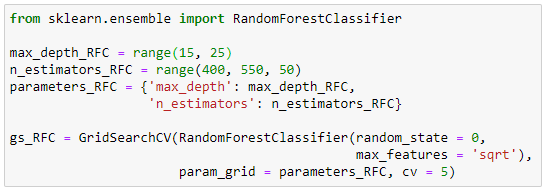 from sklearn.ensemble import RandomForestClassifier

max_depth_RFC = range(15, 25)
n_estimators_RFC = range(400, 550, 50)
parameters_RFC = {'max_depth': max_depth_RFC,
                  'n_estimators': n_estimators_RFC}

gs_RFC = GridSearchCV(RandomForestClassifier(random_state = 0,
                                             max_features = 'sqrt'),
                      param_grid = parameters_RFC, cv = 5)